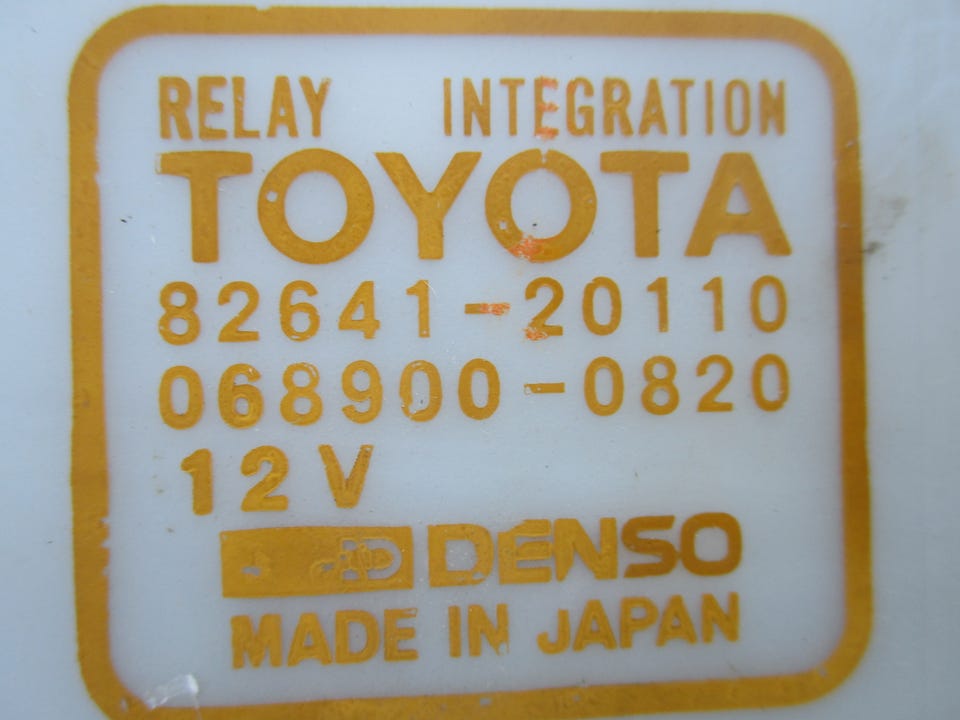 RELAY INTEGRATION
TOYOTA
82641-20110
068900-0820
12V
DENSO
MADE IN JAPAN